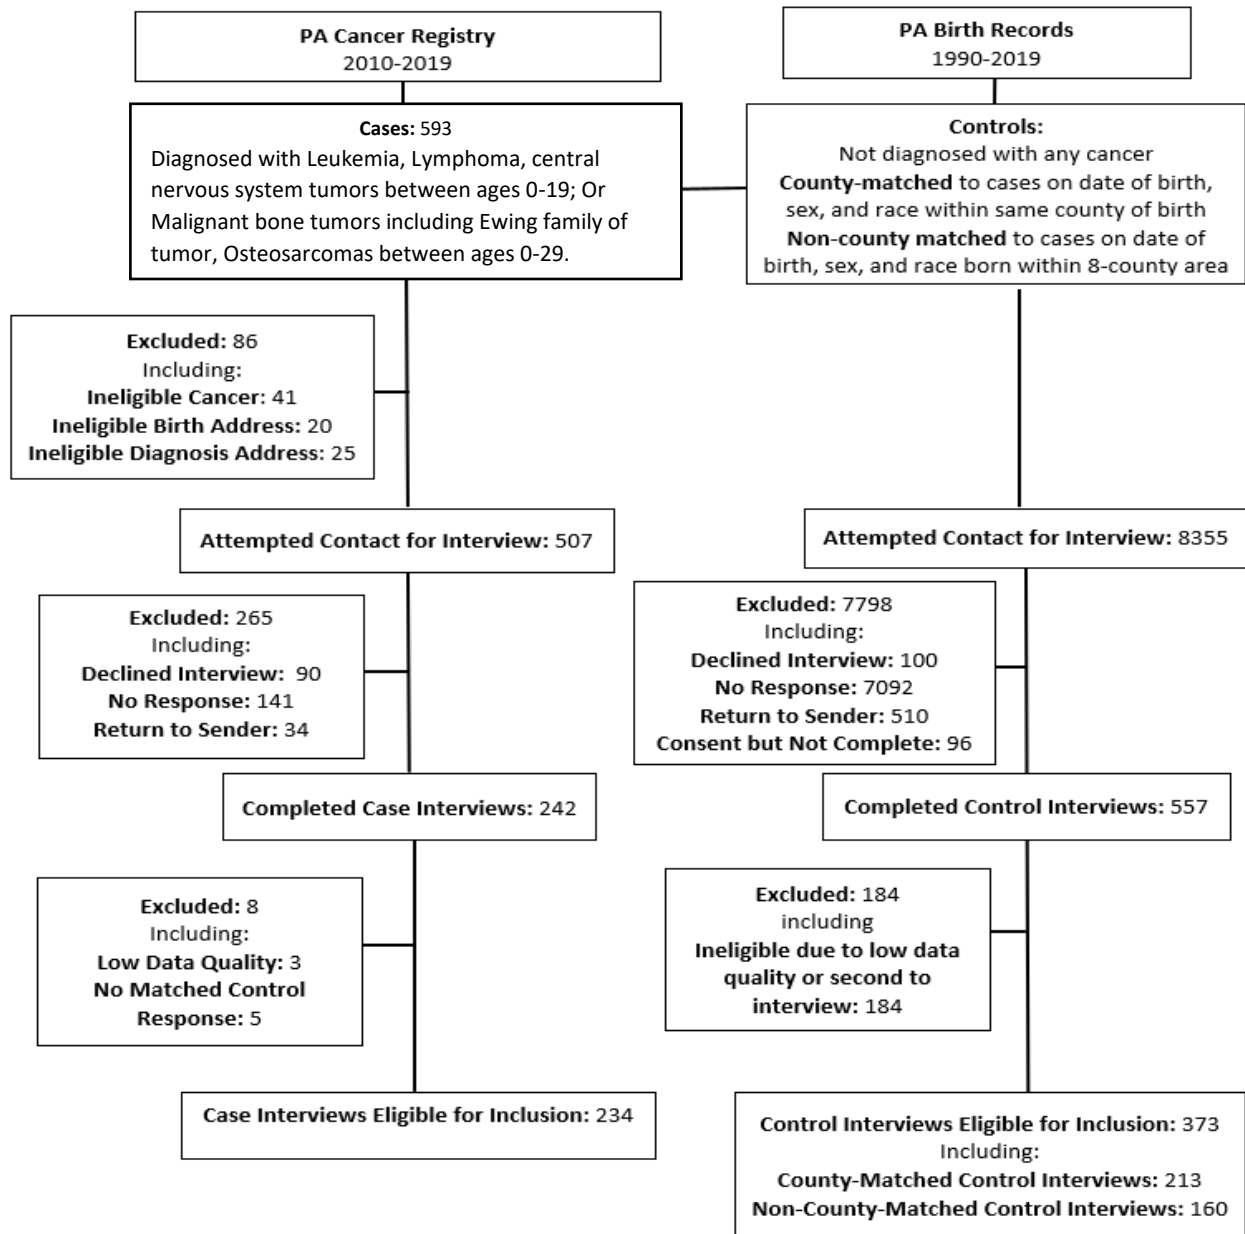 PA Cancer Registry
2010-2019
Cases: 593
Diagnosed with Leukemia, Lymphoma, central
nervous system tumors between ages 0-19; Or
Malignant bone tumors including Ewing family of
tumor, Osteosarcomas between ages 0-29.
Excluded: 86
Including:
Ineligible Cancer: 41
Ineligible Birth Address: 20
Ineligible Diagnosis Address: 25
Attempted Contact for Interview: 507
Excluded: 265
Including:
Declined Interview: 90
No Response: 141
Return to Sender: 34
Completed Case Interviews: 242
Excluded: 8
Including:
Low Data Quality: 3
No Matched Control
Response: 5
Case Interviews Eligible for Inclusion: 234
PA Birth Records
1990-2019
Controls:
Not diagnosed with any cancer
County-matched to cases on date of birth,
sex, and race within same county of birth
Non-county matched to cases on date of
birth, sex, and race born within 8-county area
Attempted Contact for Interview: 8355
Excluded: 7798
Including:
Declined Interview: 100
No Response: 7092
Return to Sender: 510
Consent but Not Complete: 96
Completed Control Interviews: 557
Excluded: 184
including
Ineligible due to low data
quality or second to
interview: 184
Control Interviews Eligible for Inclusion: 373
Including:
County-Matched Control Interviews: 213
Non-County-Matched Control Interviews: 160